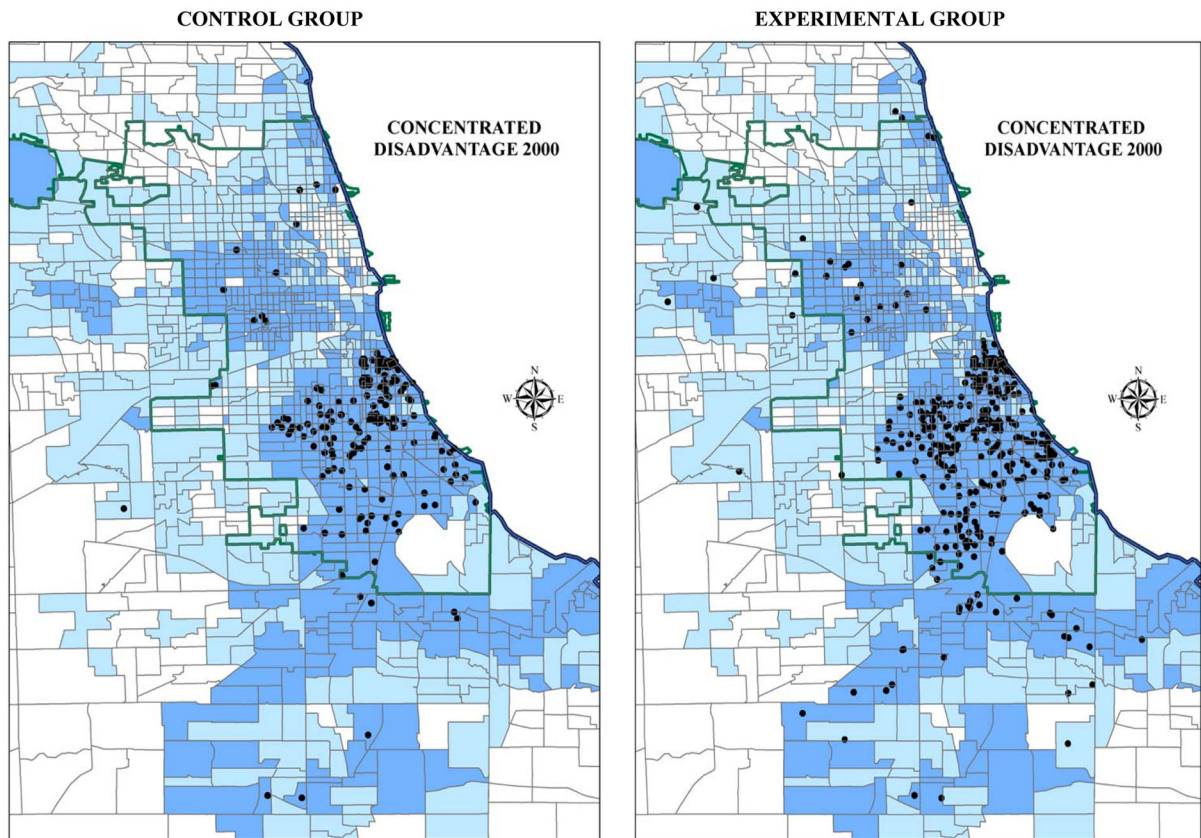 CONTROL GROUP
EXPERIMENTAL GROUP
CONCENTRATED
DISADVANTAGE 2000
CONCENTRATED
DISADVANTAGE 2000
N
W E
S
N
W E
S